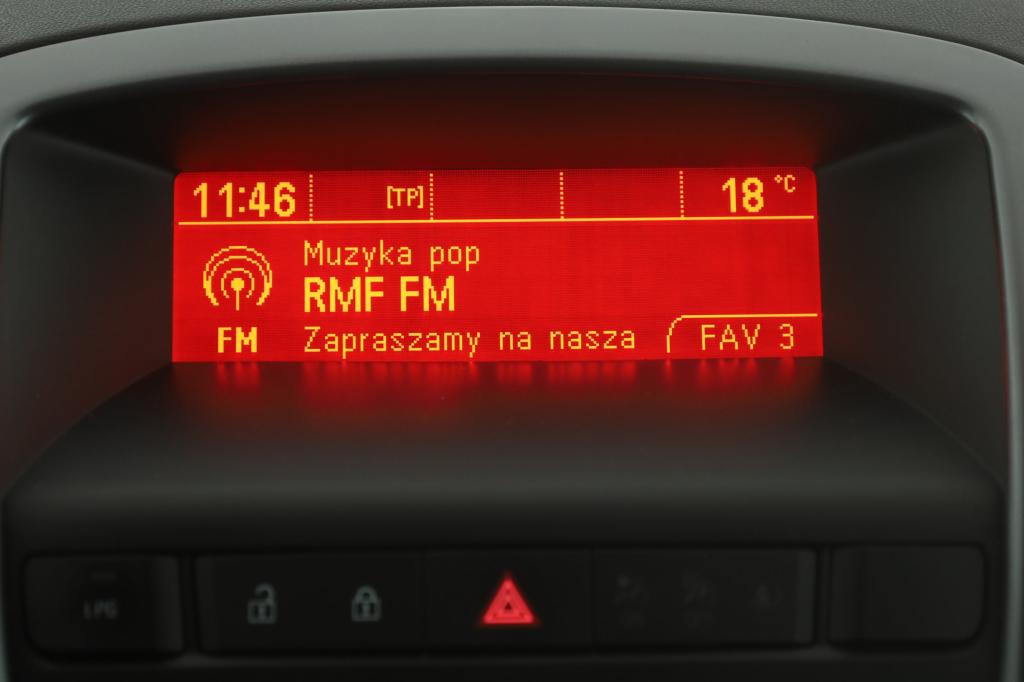 11:46 [TP] 18 °C
Muzyka pop
RMF FM
FM Zapraszamy na nasza FAV 3
LPG